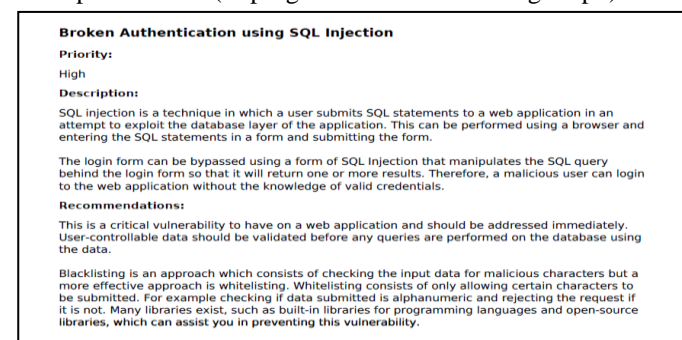 Broken Authentication using SQL Injection
Priority:
High
Description:
SQL injection is a technique in which a user submits SQL statements to a web application in an
attempt to exploit the database layer of the application. This can be performed using a browser and
entering the SQL statements in a form and submitting the form.
The login form can be bypassed using a form of SQL Injection that manipulates the SQL query
behind the login form so that it will return one or more results. Therefore, a malicious user can login
to the web application without the knowledge of valid credentials.
Recommendations:
This is a critical vulnerability to have on a web application and should be addressed immediately.
User-controllable data should be validated before any queries are performed on the database using
the data.
Blacklisting is an approach which consists of checking the input data for malicious characters but a
more effective approach is whitelisting. Whitelisting consists of only allowing certain characters to
be submitted. For example checking if data submitted is alphanumeric and rejecting the request if
it is not. Many libraries exist, such as built-in libraries for programming languages and open-source
libraries, which can assist you in preventing this vulnerability.